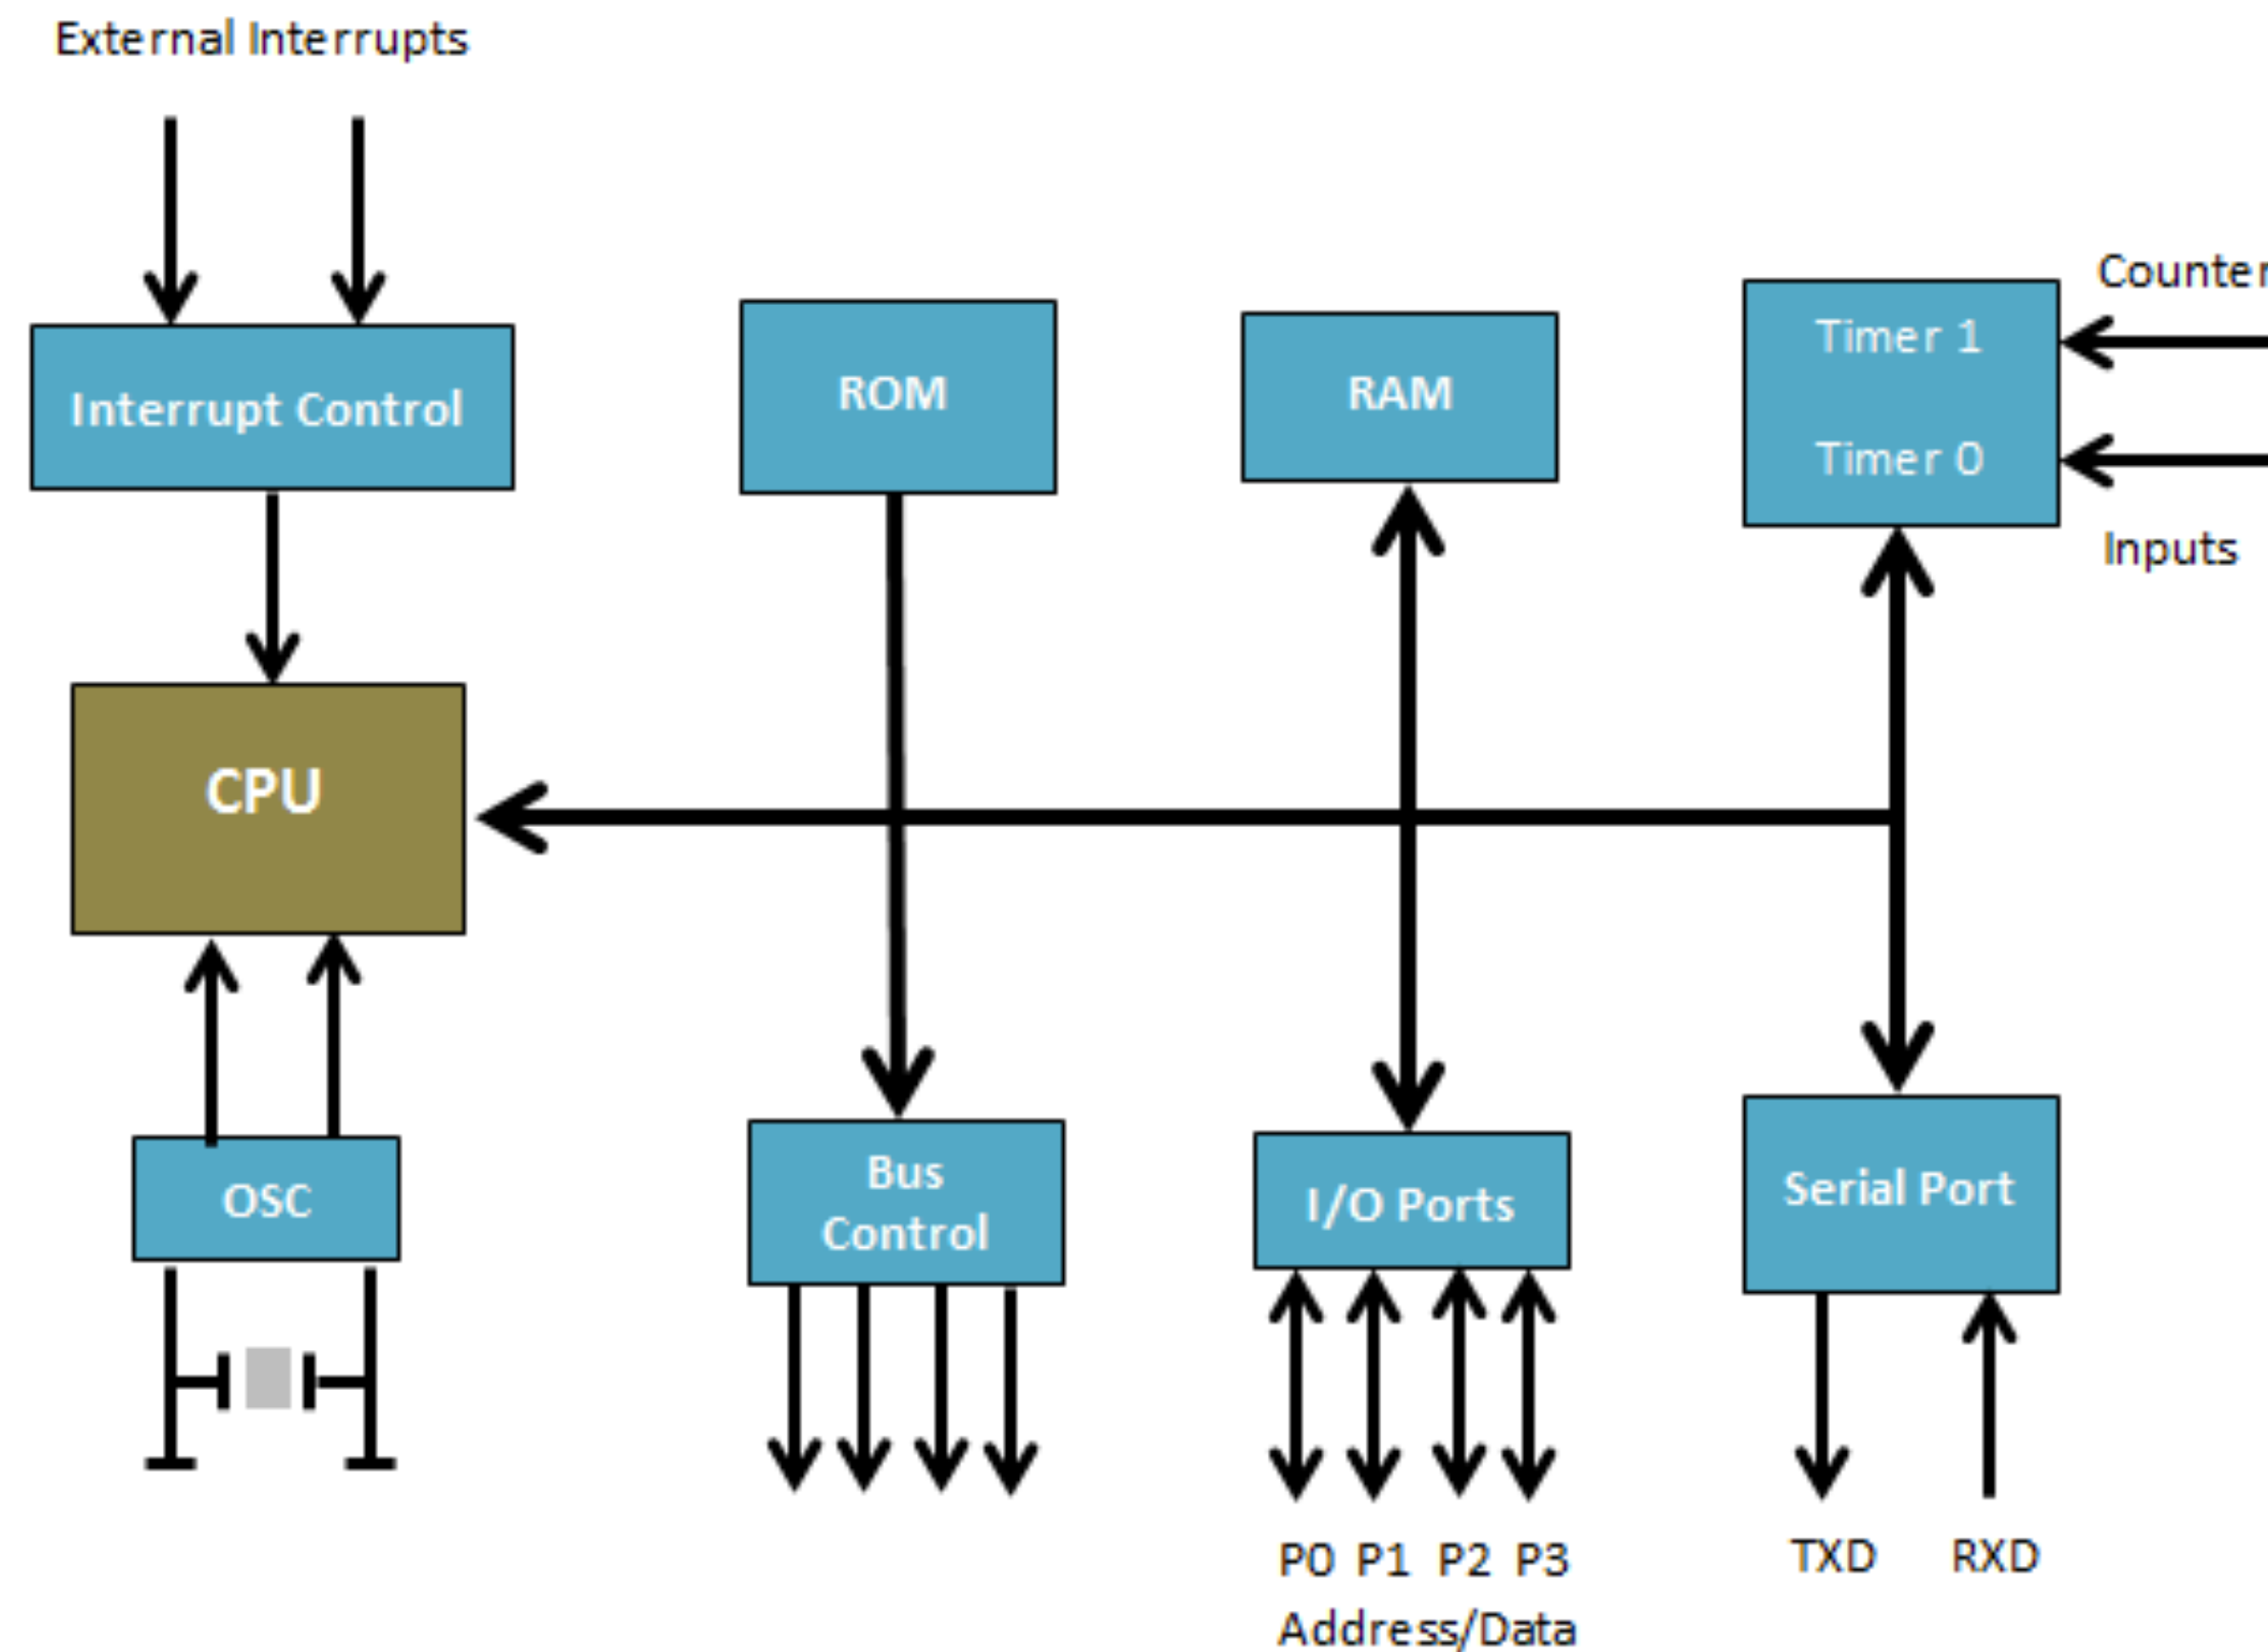 External Interrupts
Counter
Interrupt Control
ROM
RAM
Timer 1
Timer 0
Inputs
CPU
OSC
Bus
Control
I/O Ports
Serial Port
P0 P1 P2 P3
TXD RXD
Address/Data